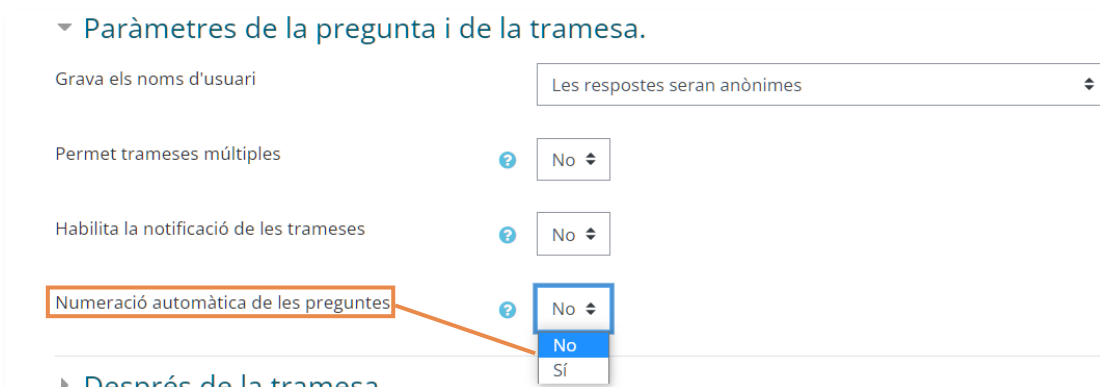 Paràmetres de la pregunta i de la tramesa.
Grava els noms d'usuari
Les respostes seran anònimes
Permet trameses múltiples
No
Habilita la notificació de les trameses
No
Numeració automàtica de les preguntes
No
No
Sí
Després de la tramesa